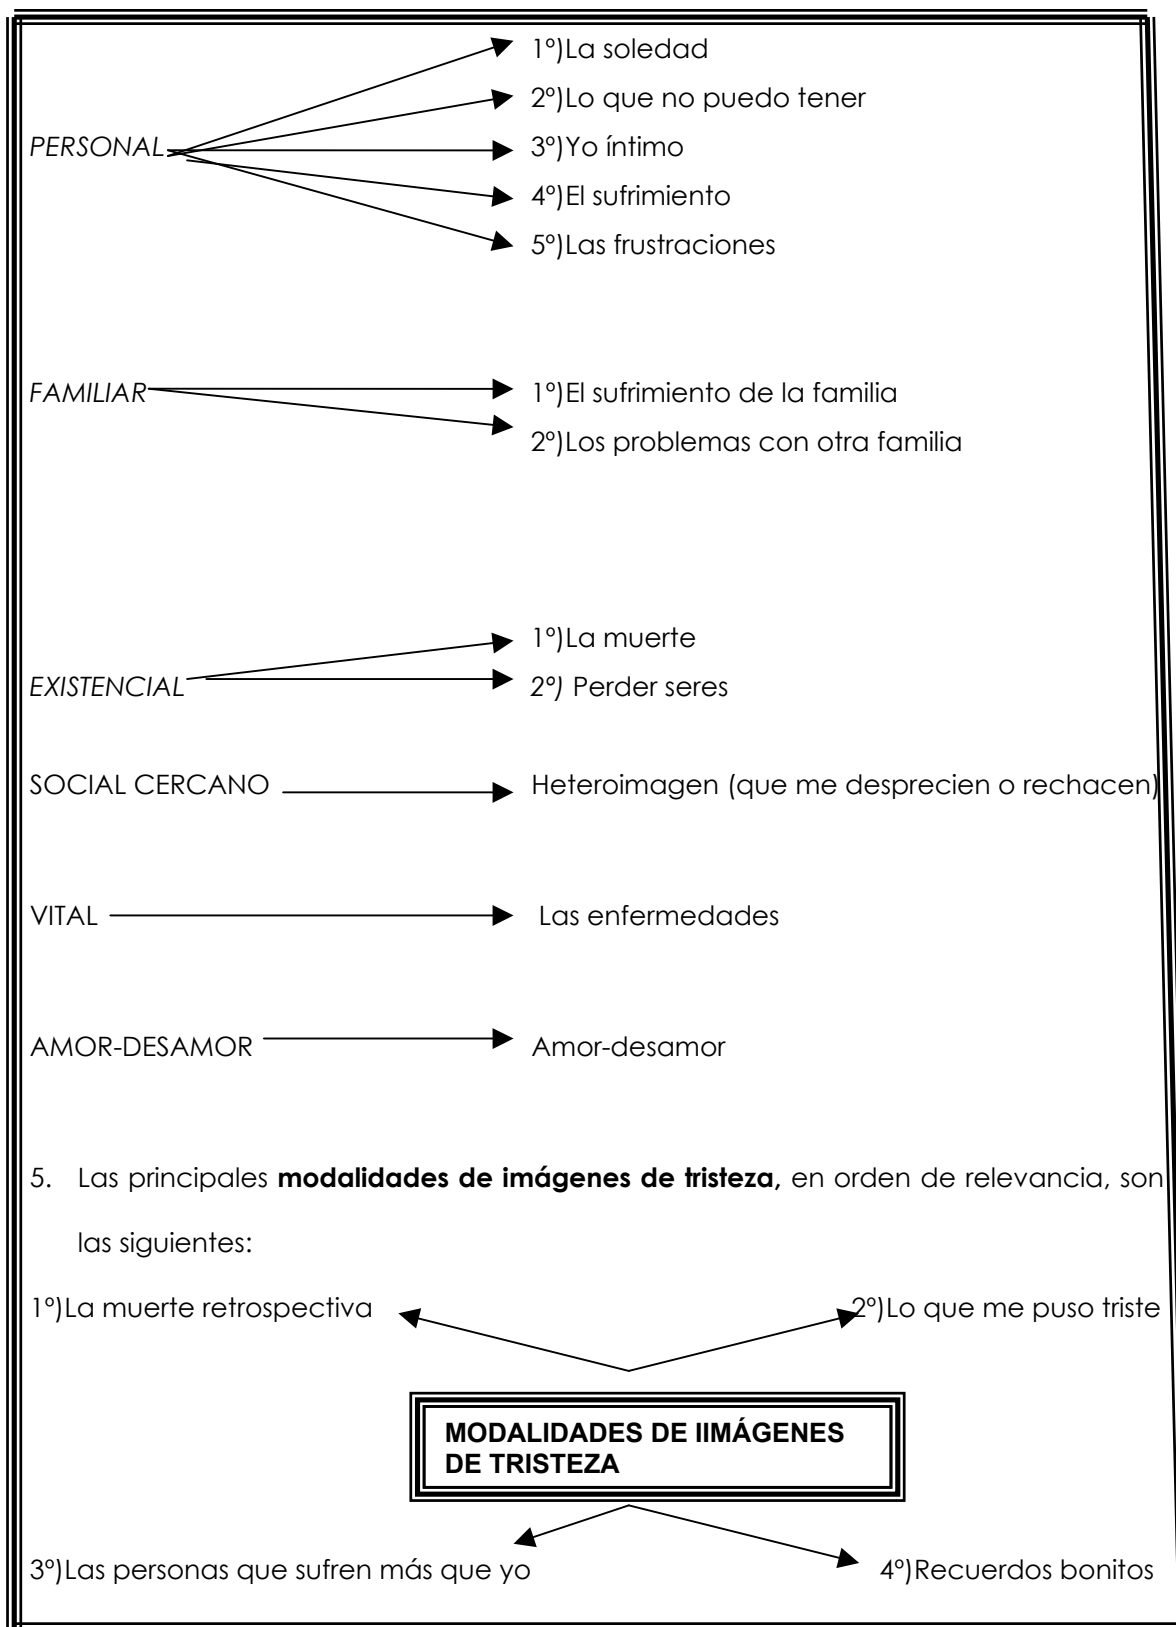 1º)La soledad
2º)Lo que no puedo tener
PERSONAL 3º)Yo íntimo
4º)El sufrimiento
5º)Las frustraciones
FAMILIAR 1º)El sufrimiento de la familia
2º)Los problemas con otra familia
1º)La muerte
EXISTENCIAL 2º) Perder seres
SOCIAL CERCANO Heteroimagen (que me desprecien o rechacen)
VITAL Las enfermedades
AMOR-DESAMOR Amor-desamor
5. Las principales modalidades de imágenes de tristeza, en orden de relevancia, son
las siguientes:
1º)La muerte retrospectiva 2º)Lo que me puso triste
MODALIDADES DE IIMÁGENES
DE TRISTEZA
3º)Las personas que sufren más que yo 4º)Recuerdos bonitos